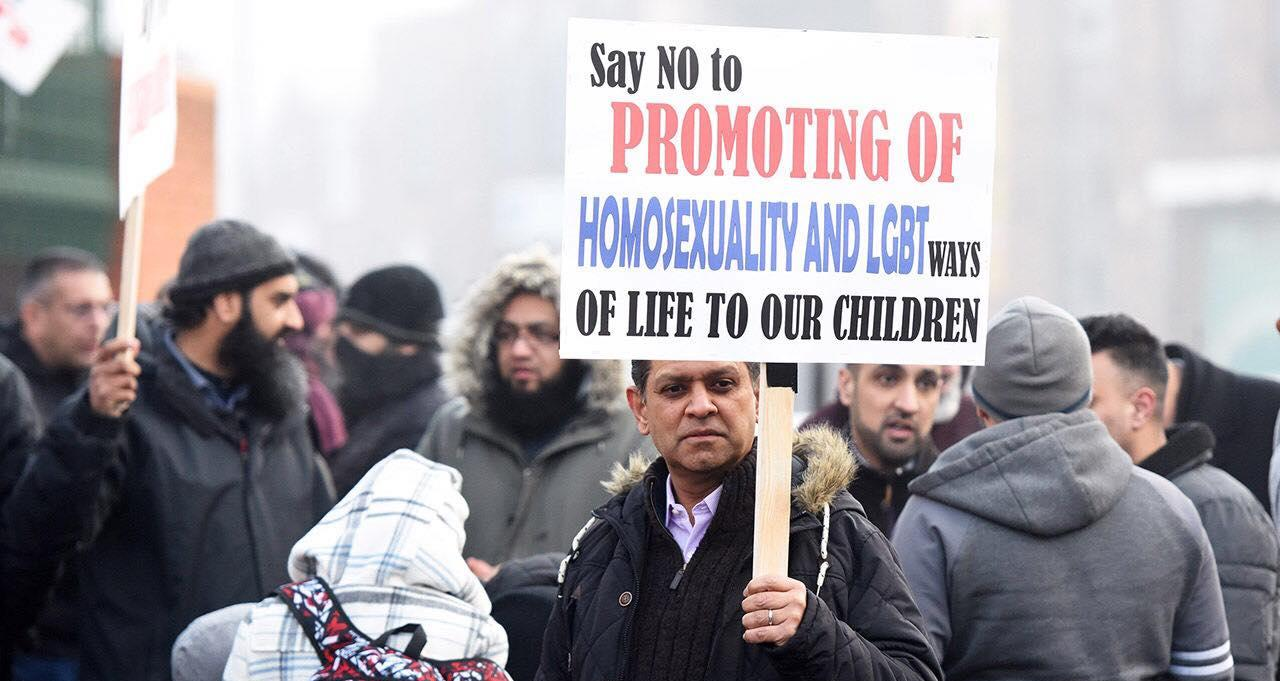 Say NO to
PROMOTING OF
HOMOSEXUALITY AND LGBT WAYS
OF LIFE TO OUR CHILDREN